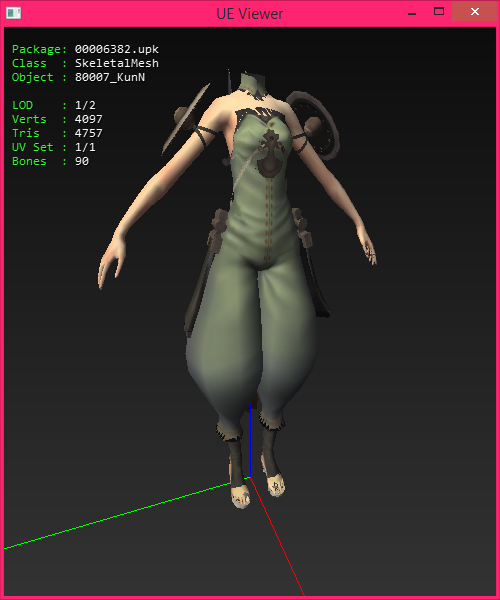 UE Viewer
Package: 00006382.upk
Class  : SkeletalMesh
Object : 80007_KunN
LOD    : 1/2
Verts  : 4097
Tris   : 4757
UV Set : 1/1
Bones  : 90